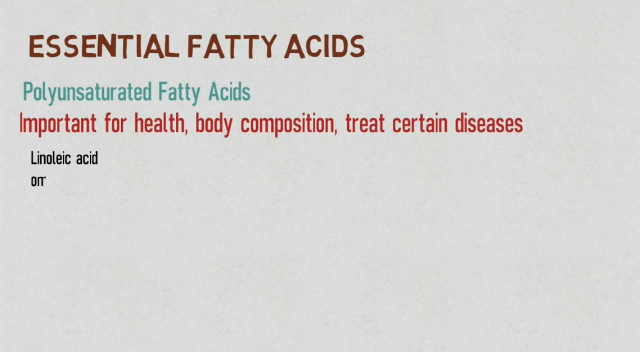 ESSENTIAL FATTY ACIDS
Polyunsaturated Fatty Acids
Important for health, body composition, treat certain diseases
Linoleic acid